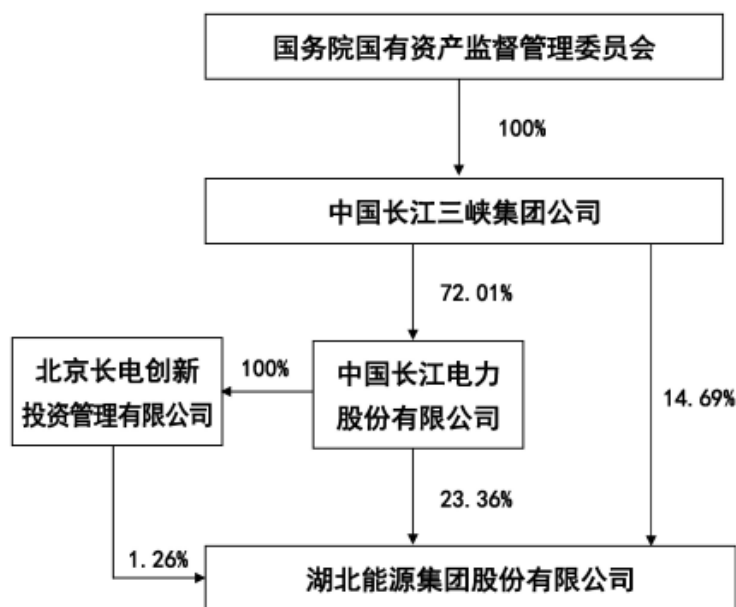 国务院国有资产监督管理委员会
100%
中国长江三峡集团公司
72.01%
北京长电创新
投资管理有限公司
100%
中国长江电力
股份有限公司
14.69%
23.36%
1.26%
湖北能源集团股份有限公司